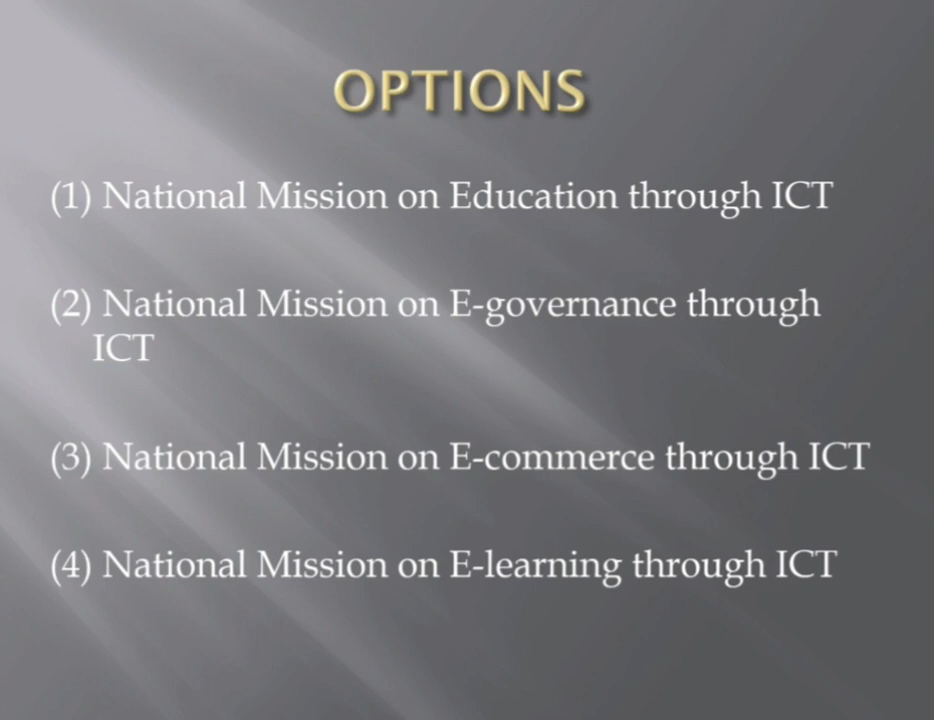 OPTIONS
(1) National Mission on Education through ICT
(2) National Mission on E-governance through
ICT
(3) National Mission on E-commerce through ICT
(4) National Mission on E-learning through ICT